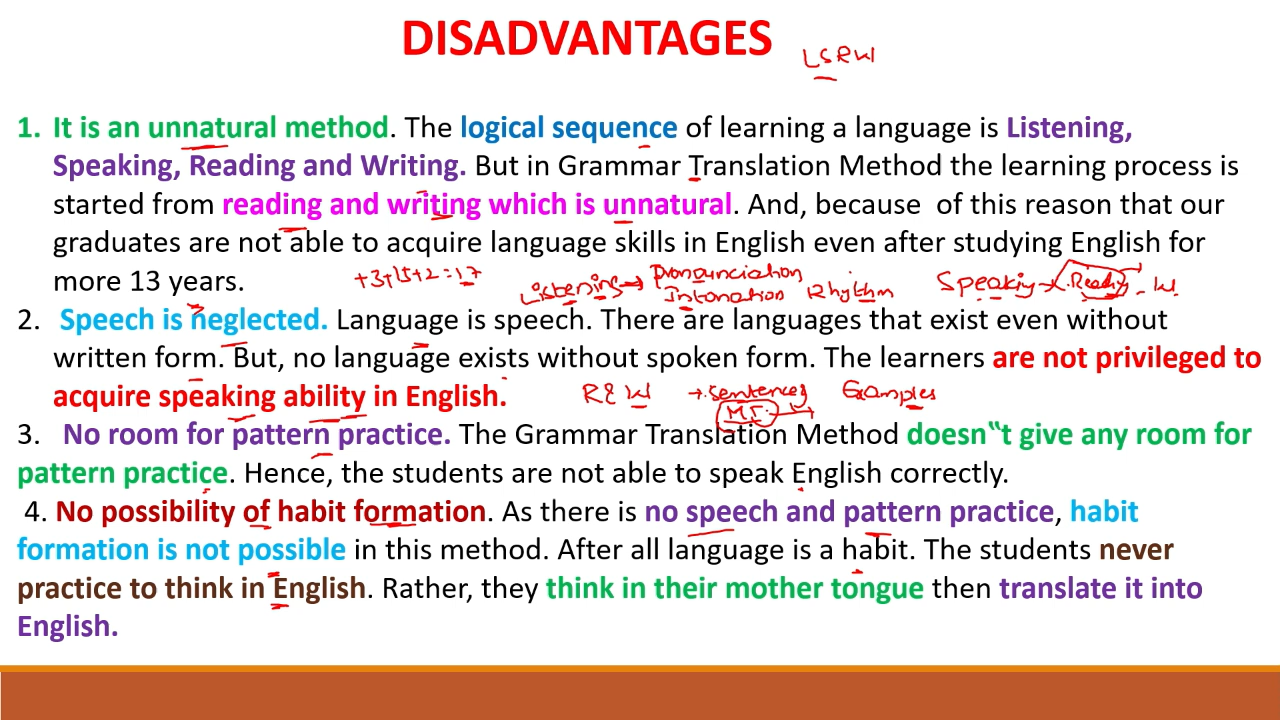 DISADVANTAGES
LSRW
1. It is an unnatural method. The logical sequence of learning a language is Listening,
Speaking, Reading and Writing. But in Grammar Translation Method the learning process is
started from reading and writing which is unnatural. And, because of this reason that our
graduates are not able to acquire language skills in English even after studying English for
more 13 years.
+3+15+2=17
Listening → Pronounciation
Intonation Rhythm
Speaking → Ready - W
2. Speech is neglected. Language is speech. There are languages that exist even without
written form. But, no language exists without spoken form. The learners are not privileged to
acquire speaking ability in English.
R & W → Sentences Examples
M.T. →
3. No room for pattern practice. The Grammar Translation Method doesn‟t give any room for
pattern practice. Hence, the students are not able to speak English correctly.
4. No possibility of habit formation. As there is no speech and pattern practice, habit
formation is not possible in this method. After all language is a habit. The students never
practice to think in English. Rather, they think in their mother tongue then translate it into
English.